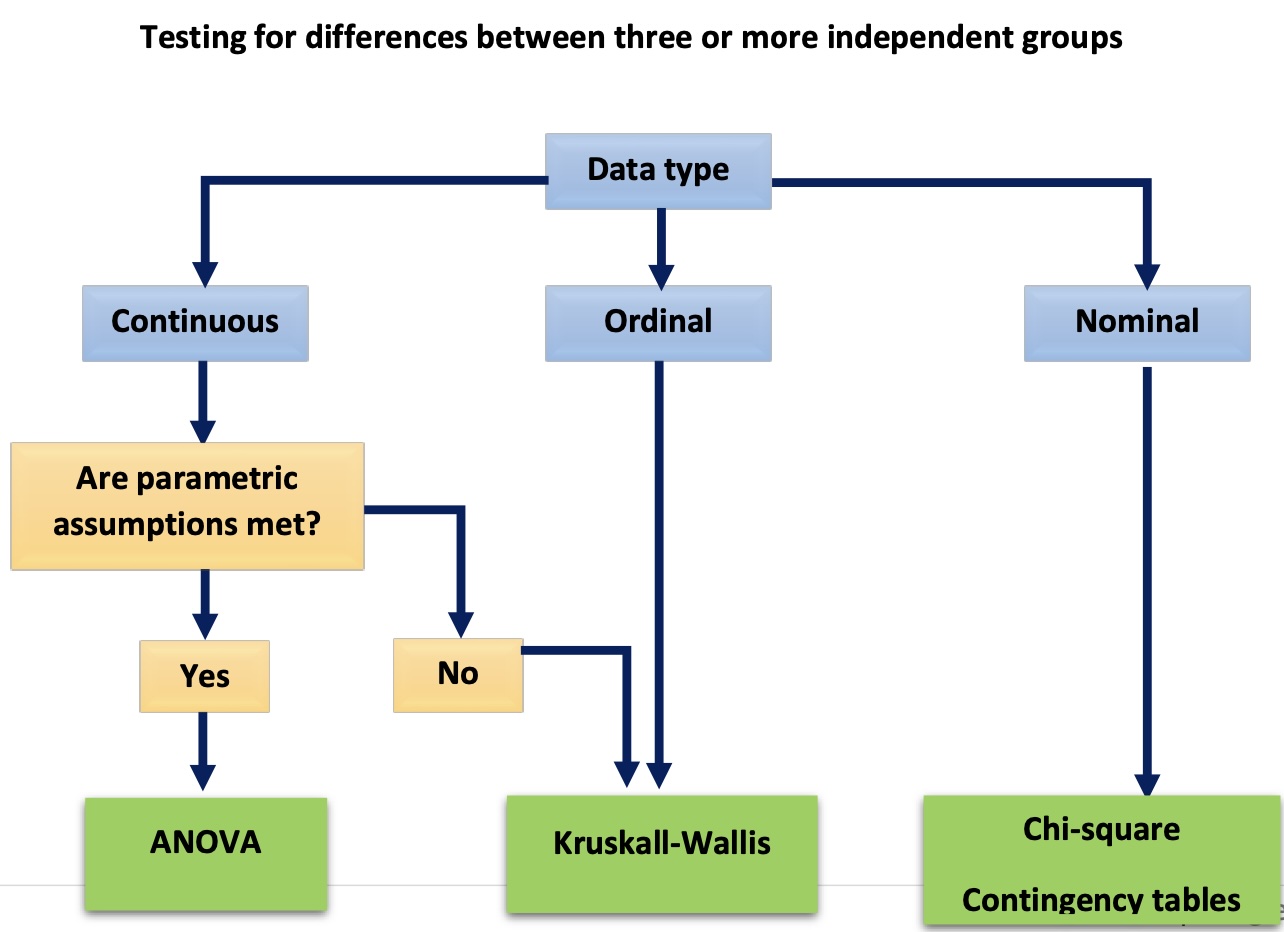 Testing for differences between three or more independent groups
Data type
Continuous
Ordinal
Nominal
Are parametric
assumptions met?
Yes
No
ANOVA
Kruskall-Wallis
Chi-square
Contingency tables